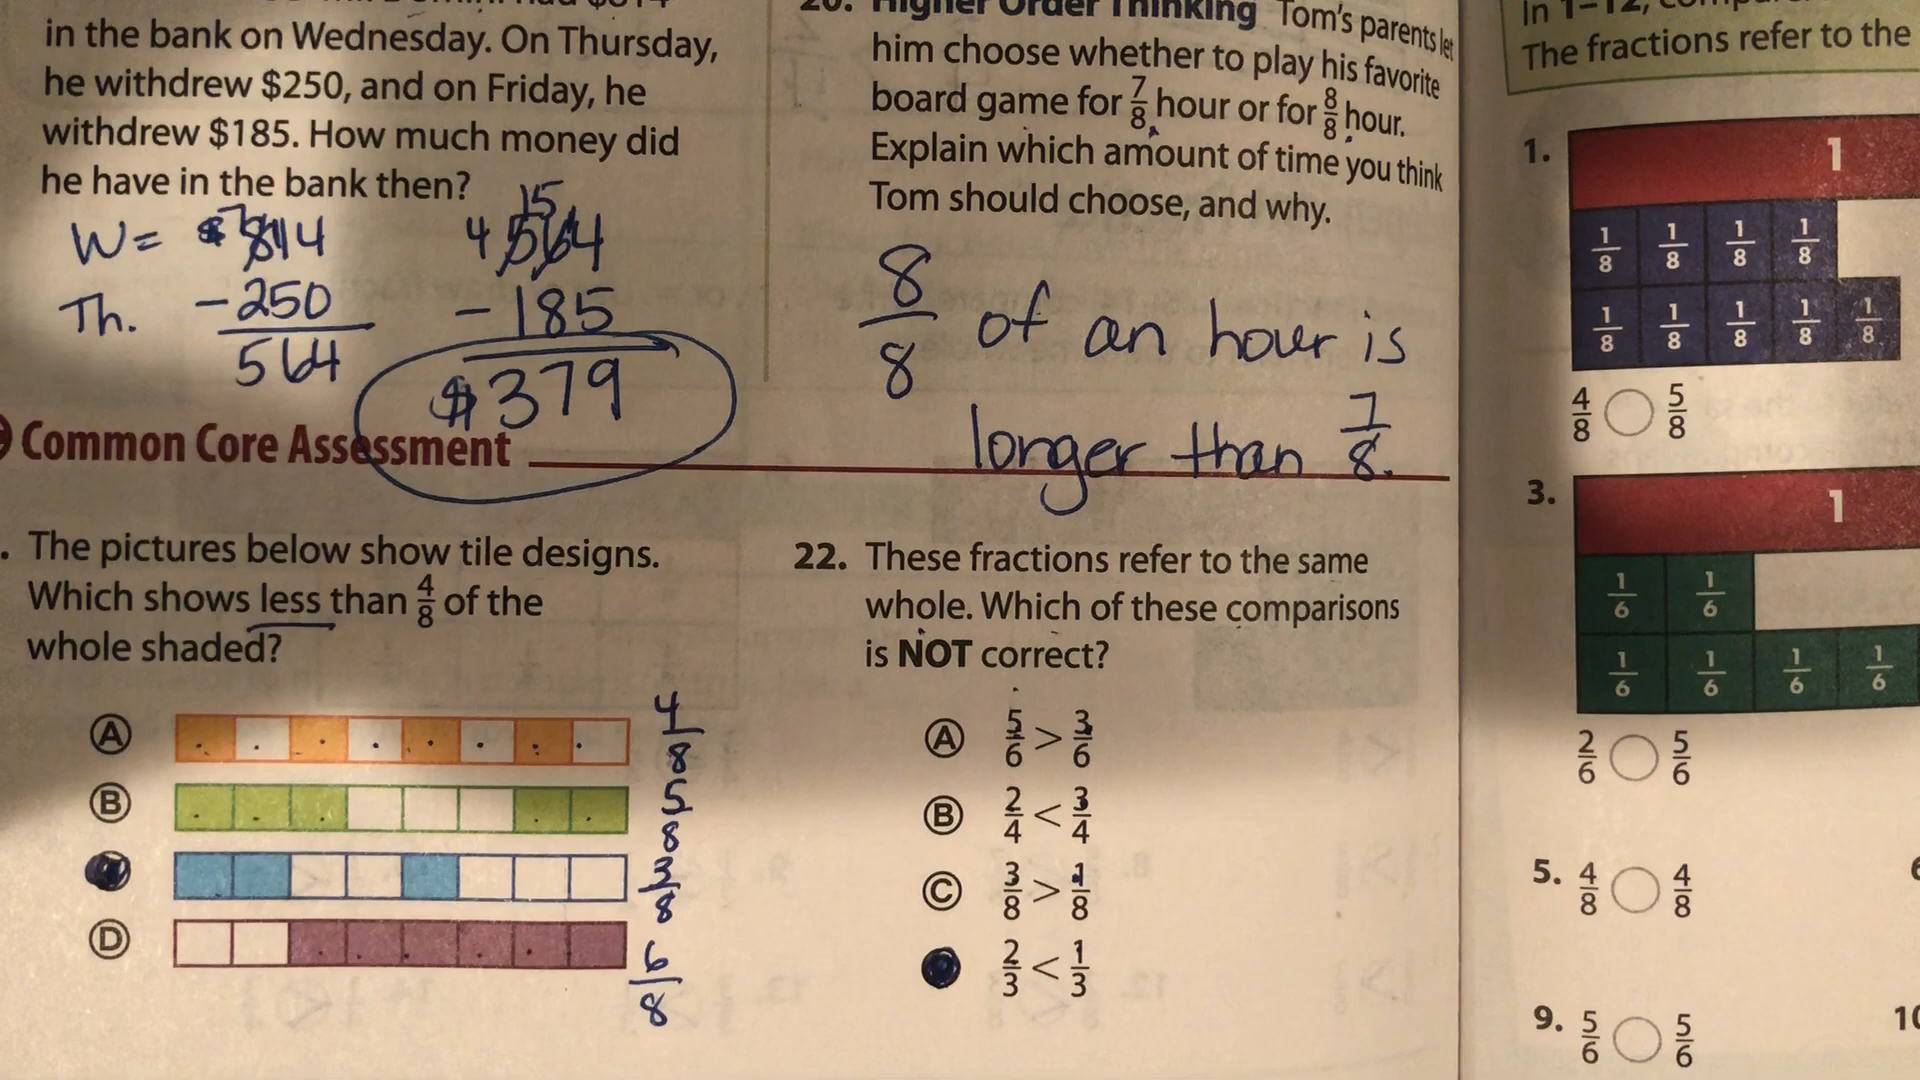 in the bank on Wednesday. On Thursday,
he withdrew $250, and on Friday, he
withdrew $185. How much money did
he have in the bank then?
W = $814
Th. - 250
564
15
4 564
- 185
$379
20. Higher Order Thinking Tom's parents let
him choose whether to play his favorite
board game for 7/8 hour or for 8/8 hour.
Explain which amount of time you think
Tom should choose, and why.
8/8 of an hour is
longer than 7/8.
Common Core Assessment
. The pictures below show tile designs.
Which shows less than 4/8 of the
whole shaded?
A 4/8
B 5/8
3/8
D 6/8
22. These fractions refer to the same
whole. Which of these comparisons
is NOT correct?
A 5/6 > 3/6
B 2/4 < 3/4
C 3/8 > 1/8
2/3 < 1/3
In 1–12,
The fractions refer to the
1.
1
1/8 1/8 1/8 1/8
1/8 1/8 1/8 1/8 1/8
4/8 5/8
3.
1
1/6 1/6
1/6 1/6 1/6 1/6
2/6 5/6
5. 4/8 4/8
9. 5/6 5/6
10